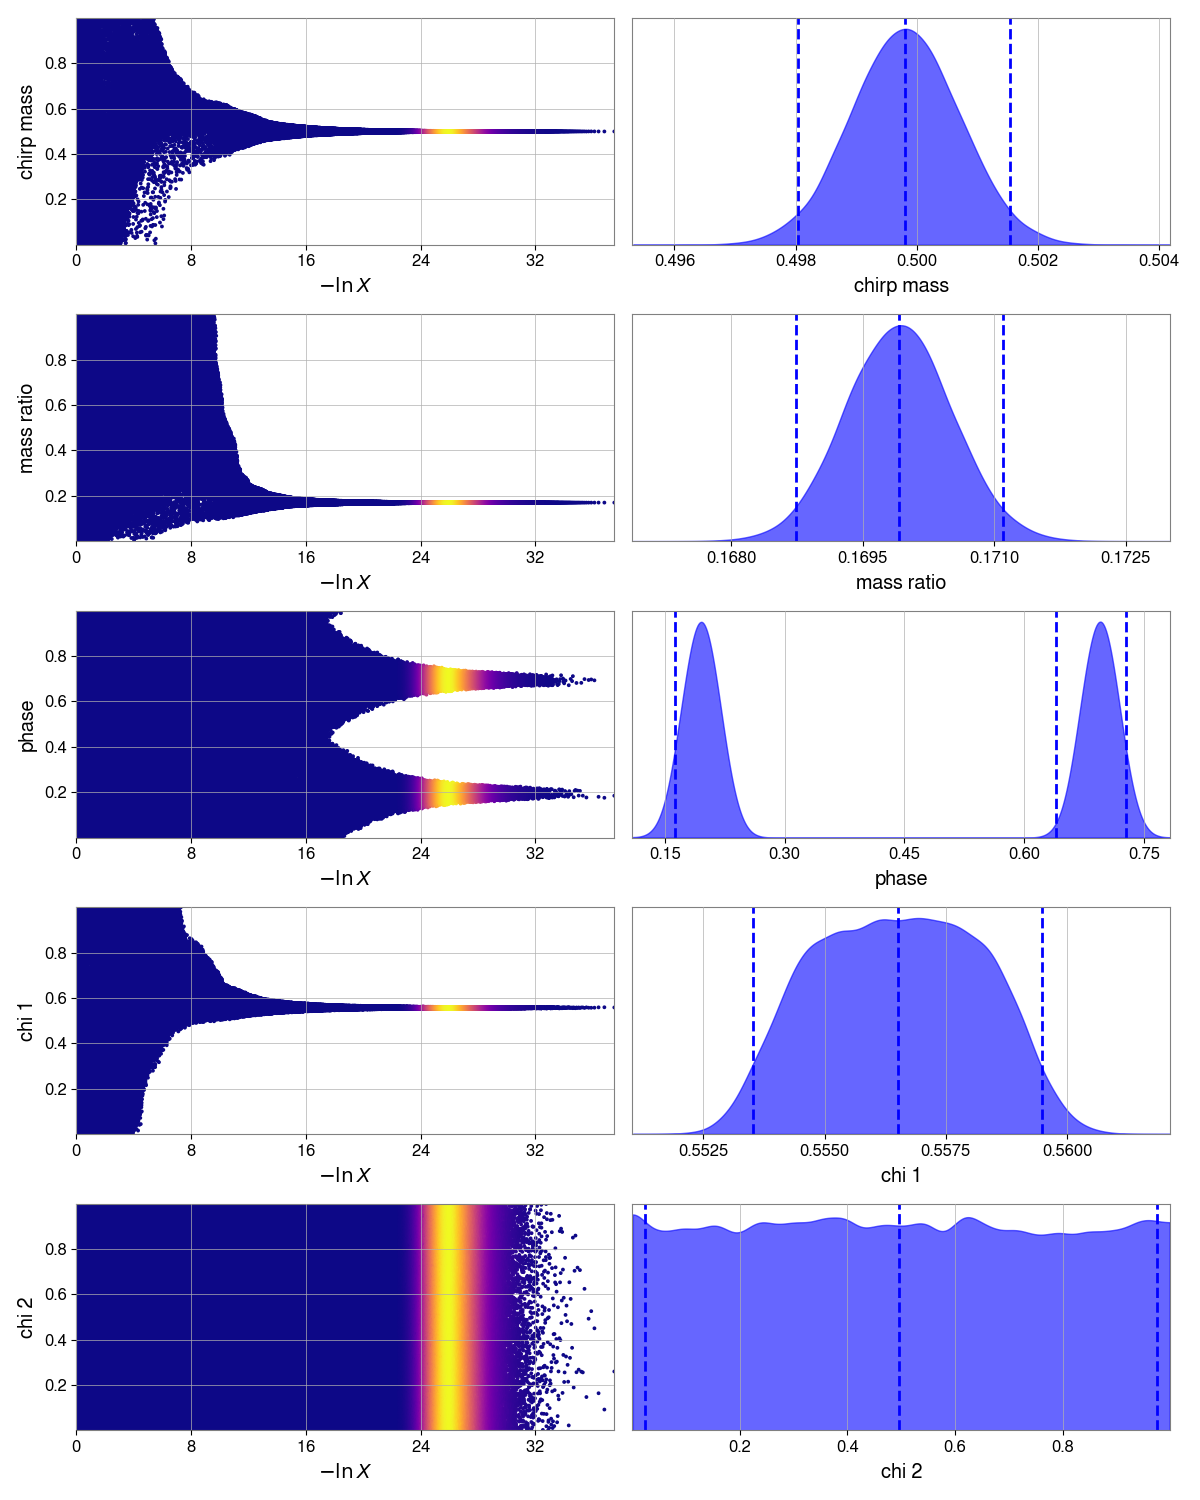 0.8
0.6
0.4
0.2
chirp mass
0 8 16 24 32
−ln X
0.496 0.498 0.500 0.502 0.504
chirp mass
0.8
0.6
0.4
0.2
mass ratio
0 8 16 24 32
−ln X
0.1680 0.1695 0.1710 0.1725
mass ratio
0.8
0.6
0.4
0.2
phase
0 8 16 24 32
−ln X
0.15 0.30 0.45 0.60 0.75
phase
0.8
0.6
0.4
0.2
chi 1
0 8 16 24 32
−ln X
0.5525 0.5550 0.5575 0.5600
chi 1
0.8
0.6
0.4
0.2
chi 2
0 8 16 24 32
−ln X
0.2 0.4 0.6 0.8
chi 2